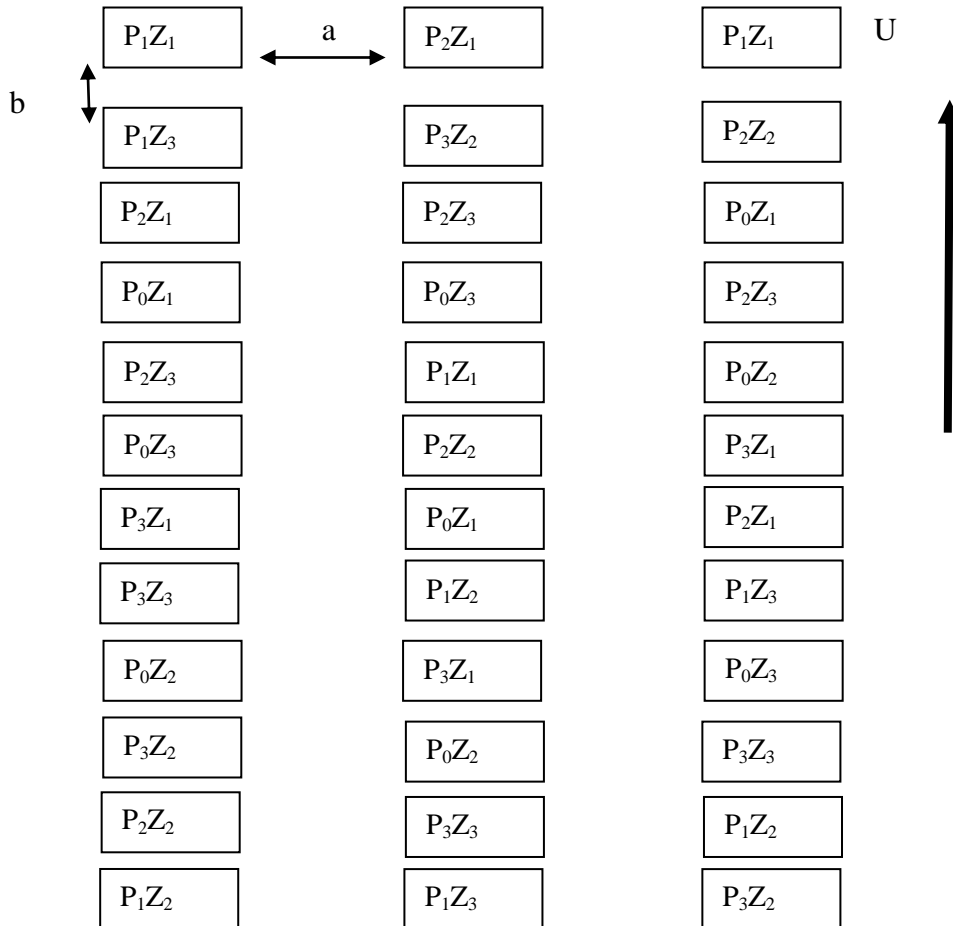 P₁Z₁ a P₂Z₁ P₁Z₁ U
b
P₁Z₃ P₃Z₂ P₂Z₂
P₂Z₁ P₂Z₃ P₀Z₁
P₀Z₁ P₀Z₃ P₂Z₃
P₂Z₃ P₁Z₁ P₀Z₂
P₀Z₃ P₂Z₂ P₃Z₁
P₃Z₁ P₀Z₁ P₂Z₁
P₃Z₃ P₁Z₂ P₁Z₃
P₀Z₂ P₃Z₁ P₀Z₃
P₃Z₂ P₀Z₂ P₃Z₃
P₂Z₂ P₃Z₃ P₁Z₂
P₁Z₂ P₁Z₃ P₃Z₂